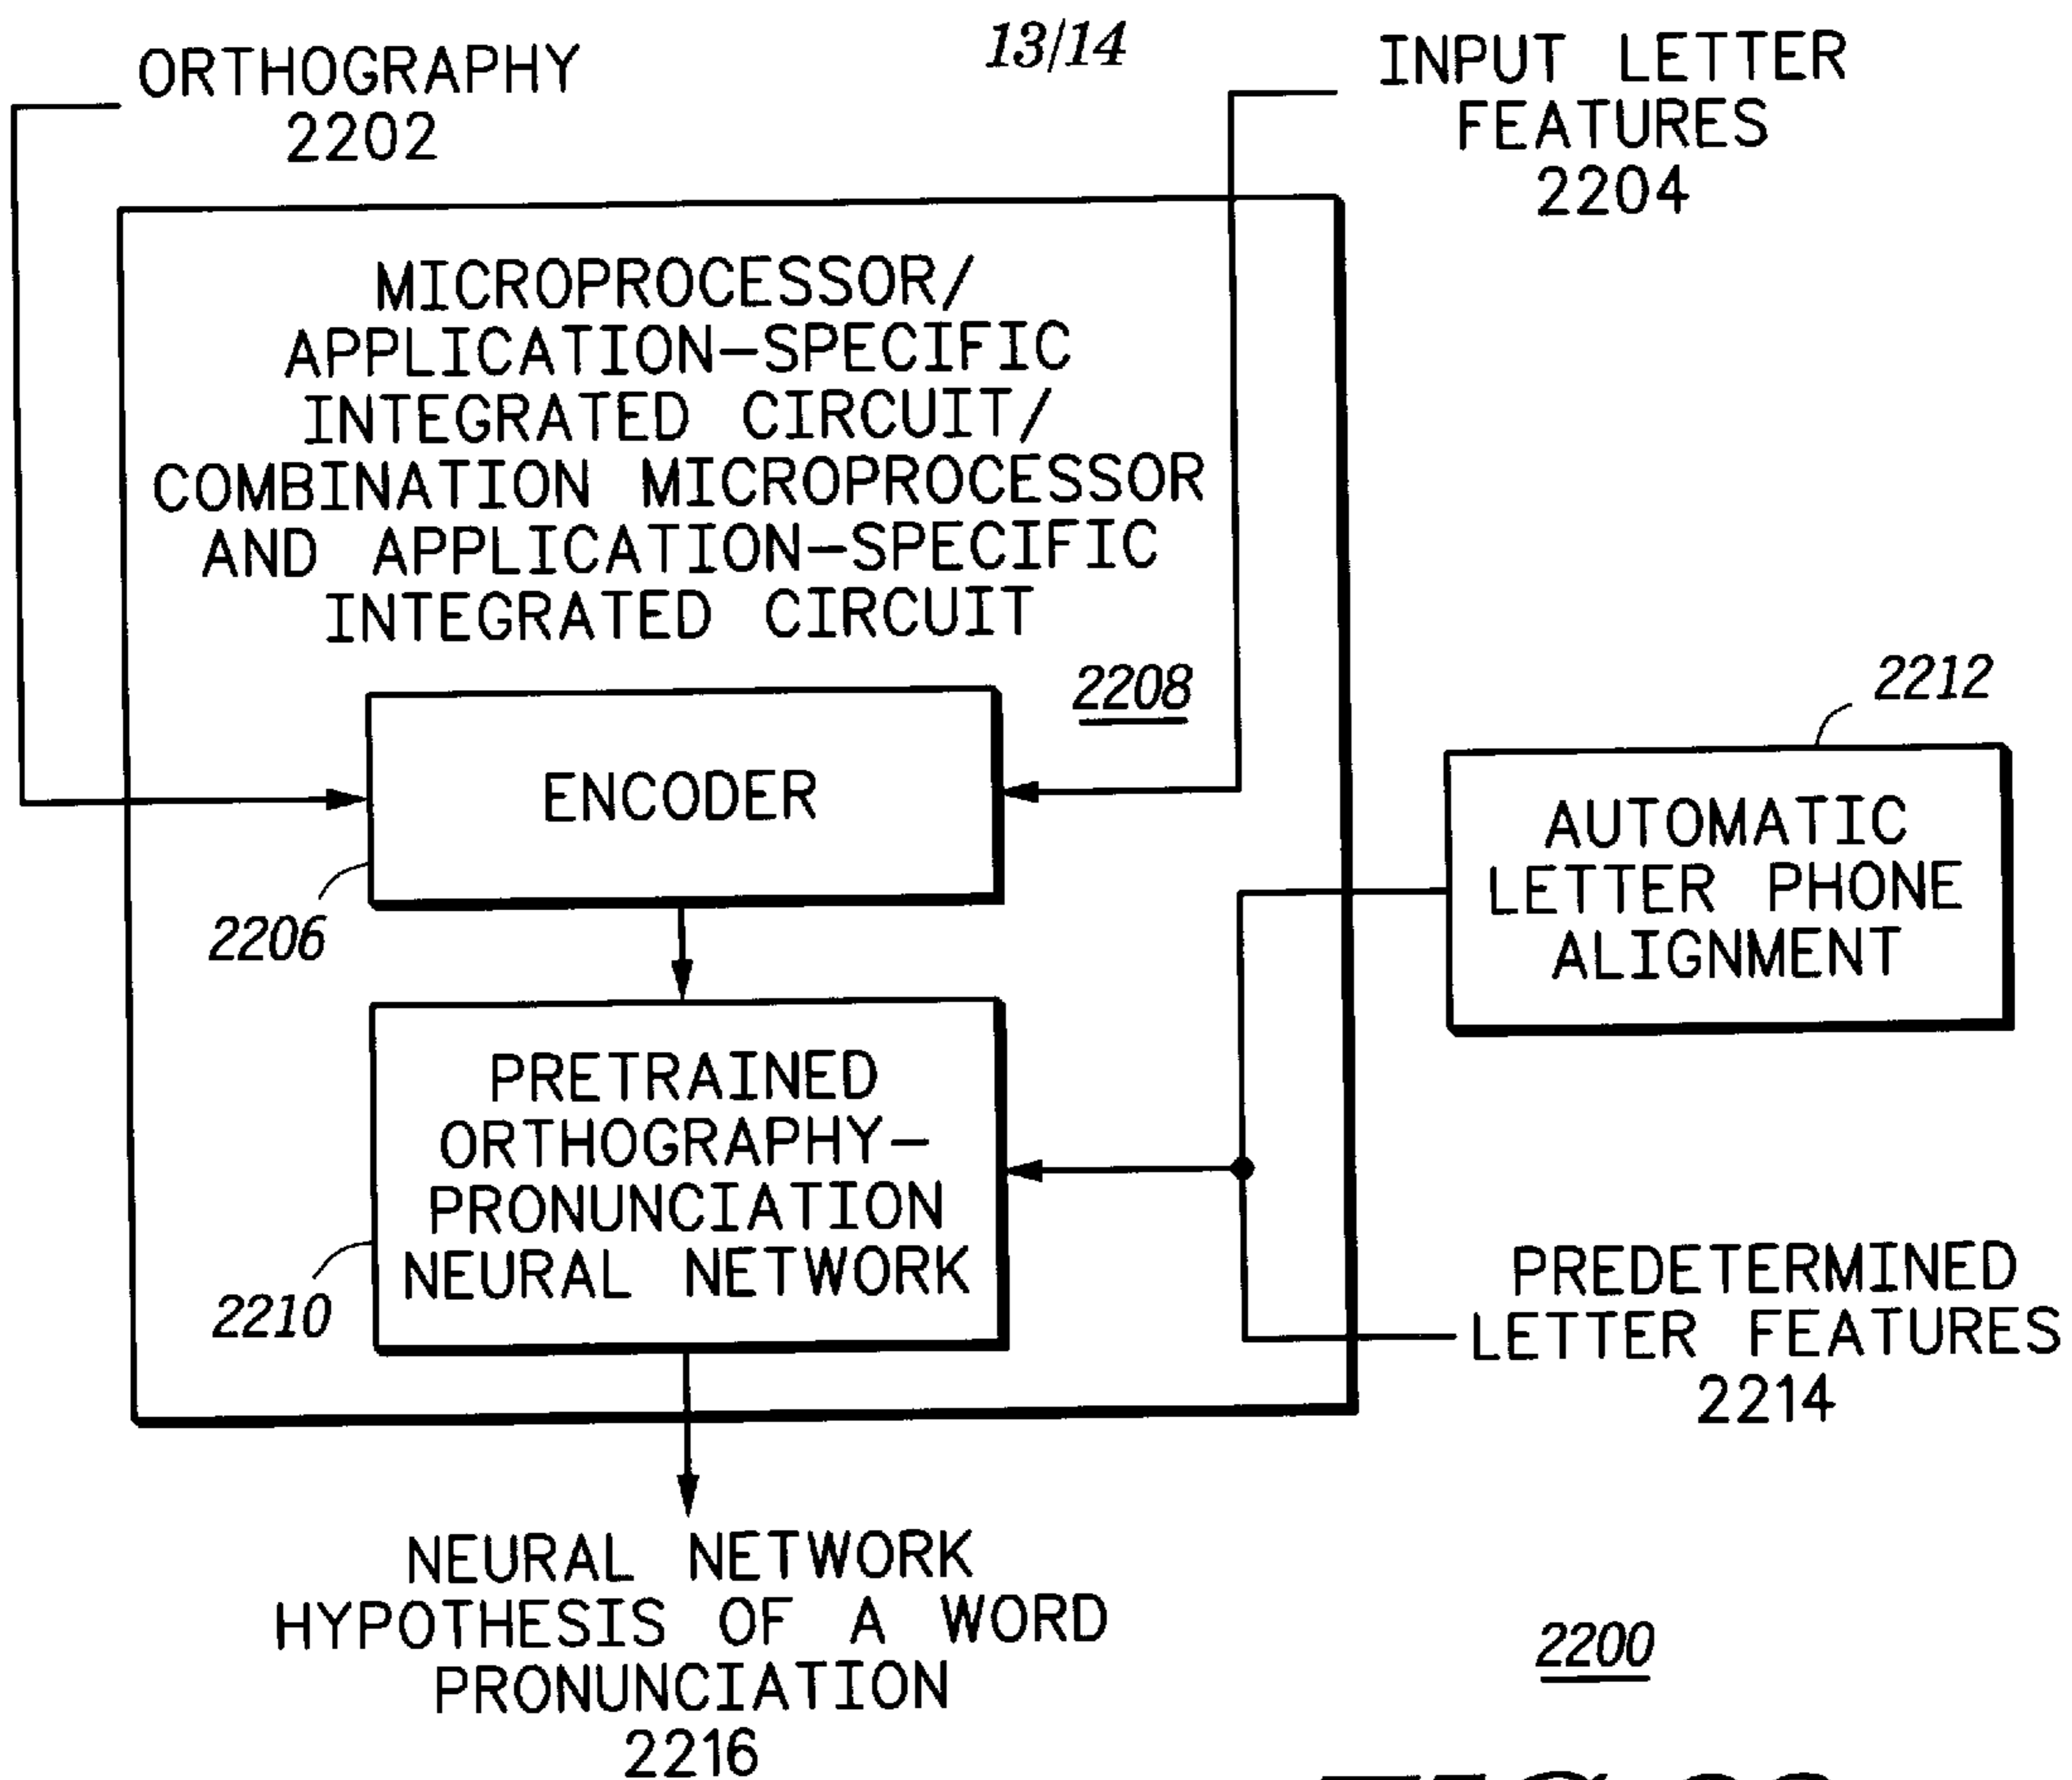 13/14
ORTHOGRAPHY
2202
INPUT LETTER
FEATURES
2204
MICROPROCESSOR/
APPLICATION-SPECIFIC
INTEGRATED CIRCUIT/
COMBINATION MICROPROCESSOR
AND APPLICATION-SPECIFIC
INTEGRATED CIRCUIT
2208
ENCODER
2206
2212
AUTOMATIC
LETTER PHONE
ALIGNMENT
PRETRAINED
ORTHOGRAPHY-
PRONUNCIATION
NEURAL NETWORK
2210
PREDETERMINED
LETTER FEATURES
2214
NEURAL NETWORK
HYPOTHESIS OF A WORD
PRONUNCIATION
2216
2200